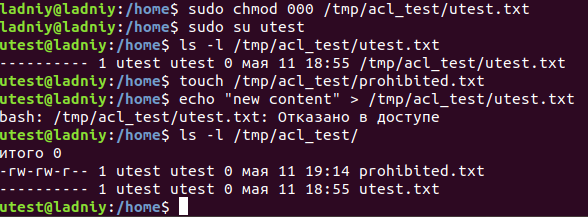 ladniy@ladniy:/home$ sudo chmod 000 /tmp/acl_test/utest.txt
ladniy@ladniy:/home$ sudo su utest
utest@ladniy:/home$ ls -l /tmp/acl_test/utest.txt
---------- 1 utest utest 0 мая 11 18:55 /tmp/acl_test/utest.txt
utest@ladniy:/home$ touch /tmp/acl_test/prohibited.txt
utest@ladniy:/home$ echo "new content" > /tmp/acl_test/utest.txt
bash: /tmp/acl_test/utest.txt: Отказано в доступе
utest@ladniy:/home$ ls -l /tmp/acl_test/
итого 0
-rw-rw-r-- 1 utest utest 0 мая 11 19:14 prohibited.txt
---------- 1 utest utest 0 мая 11 18:55 utest.txt
utest@ladniy:/home$